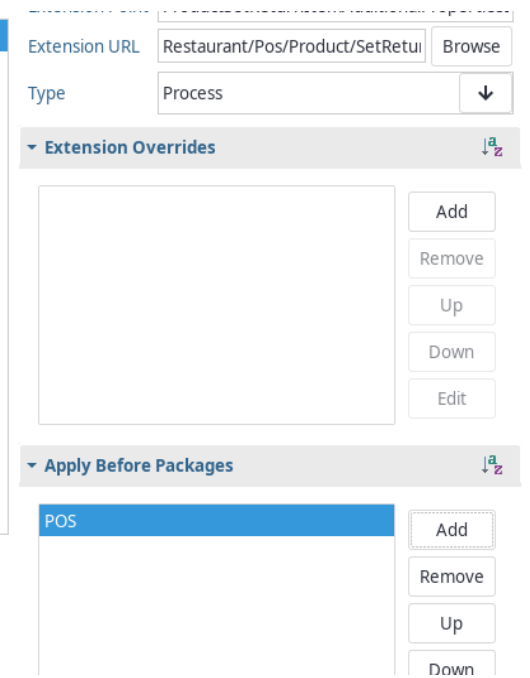 Extension URL Restaurant/Pos/Product/SetRetu Browse
Type Process
Extension Overrides
Add
Remove
Up
Down
Edit
Apply Before Packages
POS
Add
Remove
Up
Down